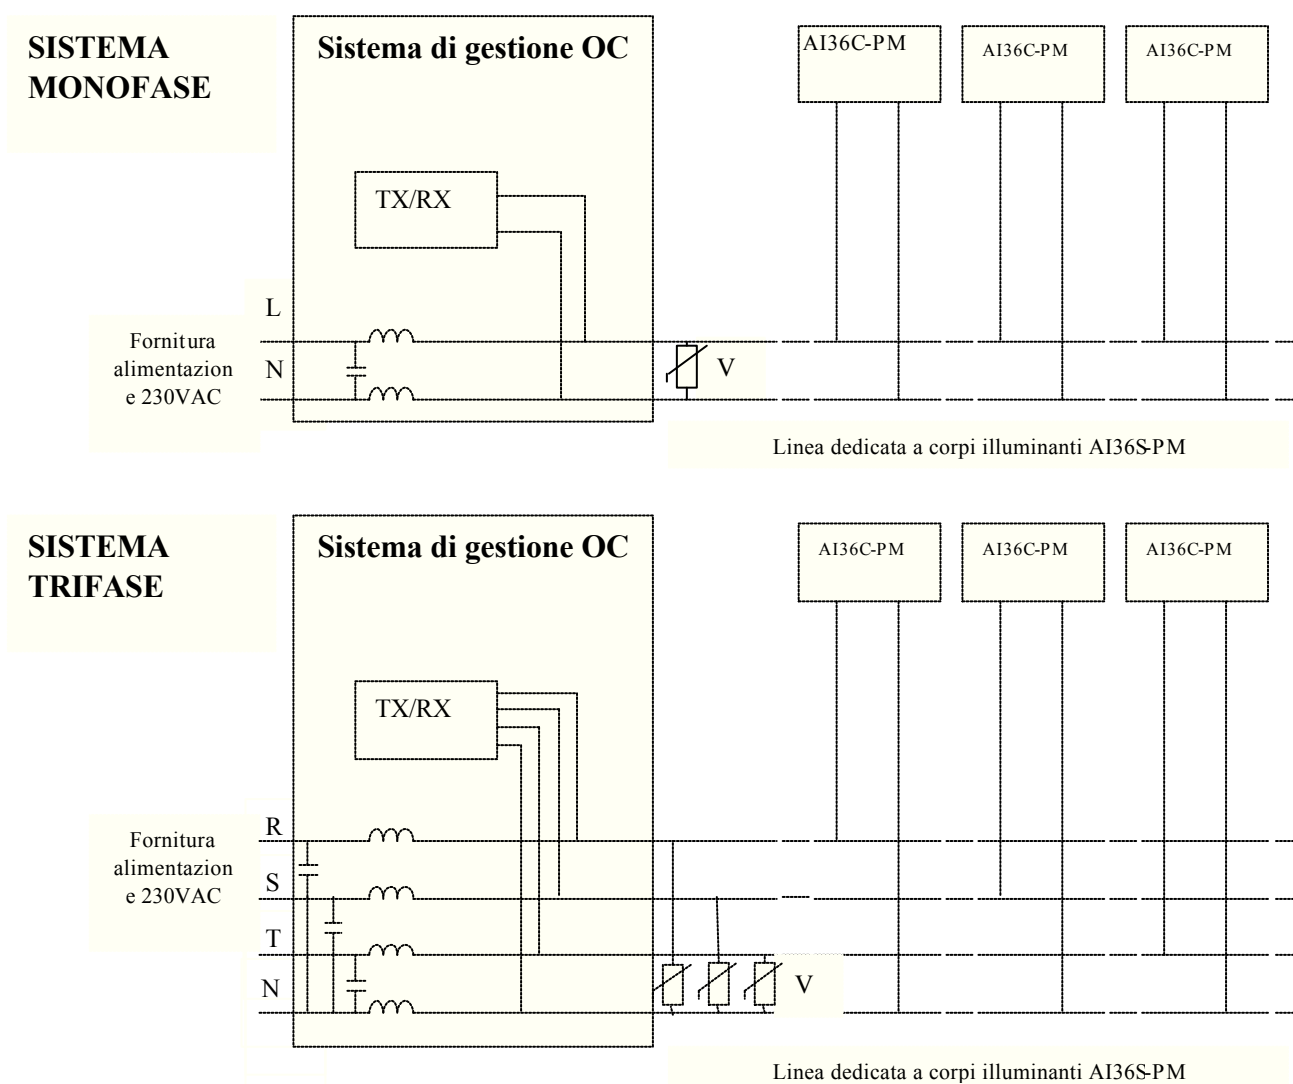 SISTEMA
MONOFASE
Sistema di gestione OC
AI36C-PM
AI36C-PM
AI36C-PM
TX/RX
L
Fornitura
alimentazion
e 230VAC
N
V
Linea dedicata a corpi illuminanti AI36S-PM
SISTEMA
TRIFASE
Sistema di gestione OC
AI36C-PM
AI36C-PM
AI36C-PM
TX/RX
R
Fornitura
alimentazion
e 230VAC
S
T
N
V
Linea dedicata a corpi illuminanti AI36S-PM